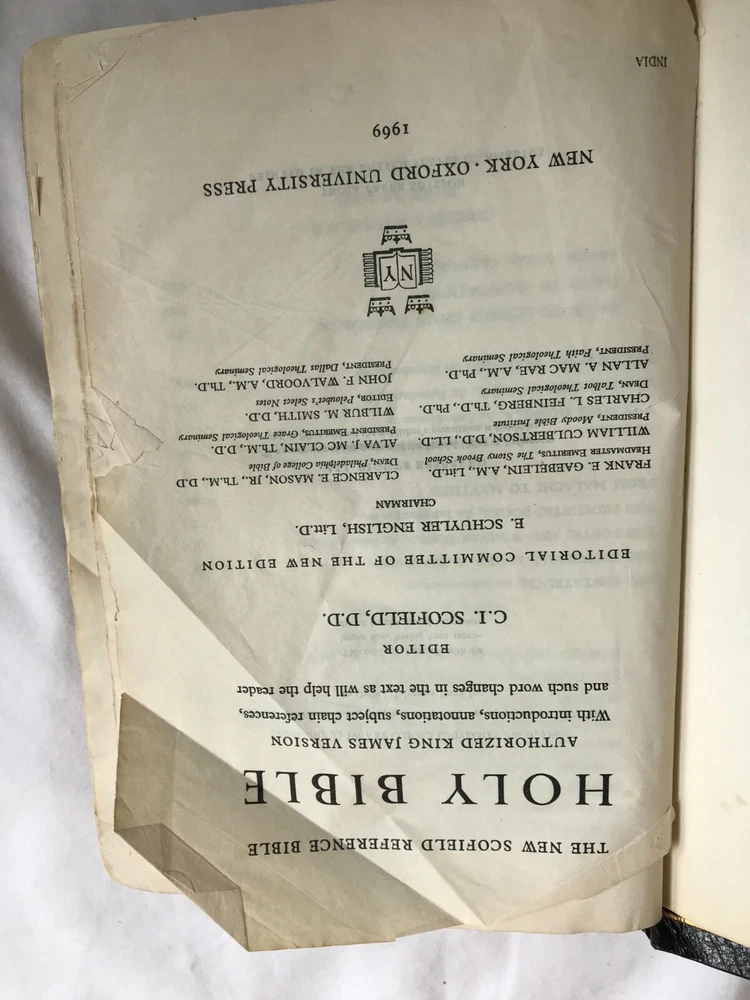 THE NEW SCOFIELD REFERENCE BIBLE
HOLY BIBLE
AUTHORIZED KING JAMES VERSION
With introductions, annotations, subject chain references,
and such word changes in the text as will help the reader
EDITOR
C. I. SCOFIELD, D.D.
EDITORIAL COMMITTEE OF THE NEW EDITION
E. SCHUYLER ENGLISH, Litt.D.
CHAIRMAN
FRANK E. GAEBELEIN, A.M., Litt.D.
HEADMASTER EMERITUS, The Stony Brook School
WILLIAM CULBERTSON, D.D., LL.D.
PRESIDENT, Moody Bible Institute
CHARLES L. FEINBERG, Th.D., Ph.D.
DEAN, Talbot Theological Seminary
ALLAN A. MAC RAE, A.M., Ph.D.
PRESIDENT, Faith Theological Seminary
CLARENCE E. MASON, JR., Th.M., D.D
DEAN, Philadelphia College of Bible
ALVA J. MC CLAIN, Th.M., D.D.
PRESIDENT EMERITUS, Grace Theological Seminary
WILBUR M. SMITH, D.D.
EDITOR, Peloubet's Select Notes
JOHN F. WALVOORD, A.M., Th.D.
PRESIDENT, Dallas Theological Seminary
NY
NEW YORK · OXFORD UNIVERSITY PRESS
1969
INDIA